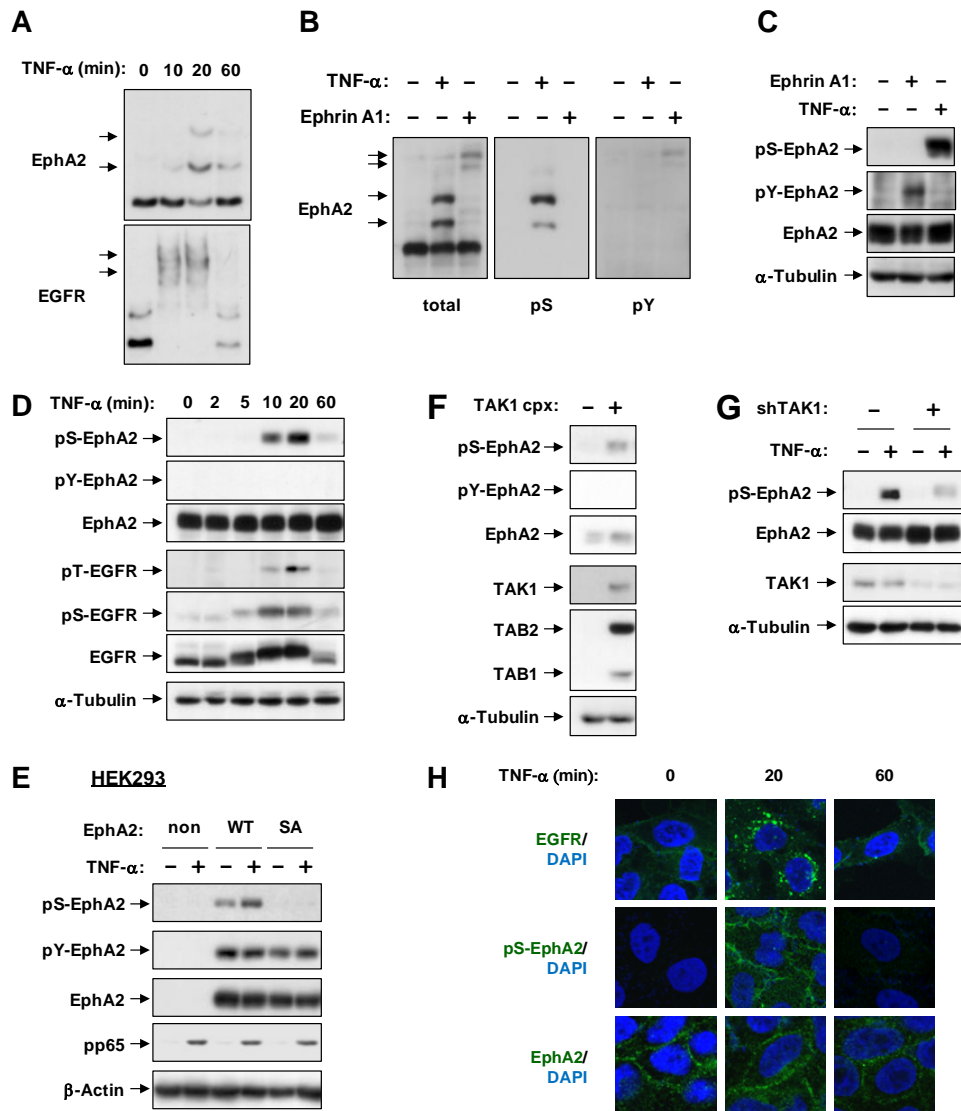 A
TNF-α (min): 0 10 20 60
EphA2
EGFR
B
TNF-α: – + – – + – – + –
Ephrin A1: – – + – – + – – +
EphA2
total pS pY
C
Ephrin A1: – + –
TNF-α: – – +
pS-EphA2
pY-EphA2
EphA2
α-Tubulin
D
TNF-α (min): 0 2 5 10 20 60
pS-EphA2
pY-EphA2
EphA2
pT-EGFR
pS-EGFR
EGFR
α-Tubulin
E
HEK293
EphA2: non WT SA
TNF-α: – + – + – +
pS-EphA2
pY-EphA2
EphA2
pp65
β-Actin
F
TAK1 cpx: – +
pS-EphA2
pY-EphA2
EphA2
TAK1
TAB2
TAB1
α-Tubulin
G
shTAK1: – +
TNF-α: – + – +
pS-EphA2
EphA2
TAK1
α-Tubulin
H
TNF-α (min): 0 20 60
EGFR/
DAPI
pS-EphA2/
DAPI
EphA2/
DAPI